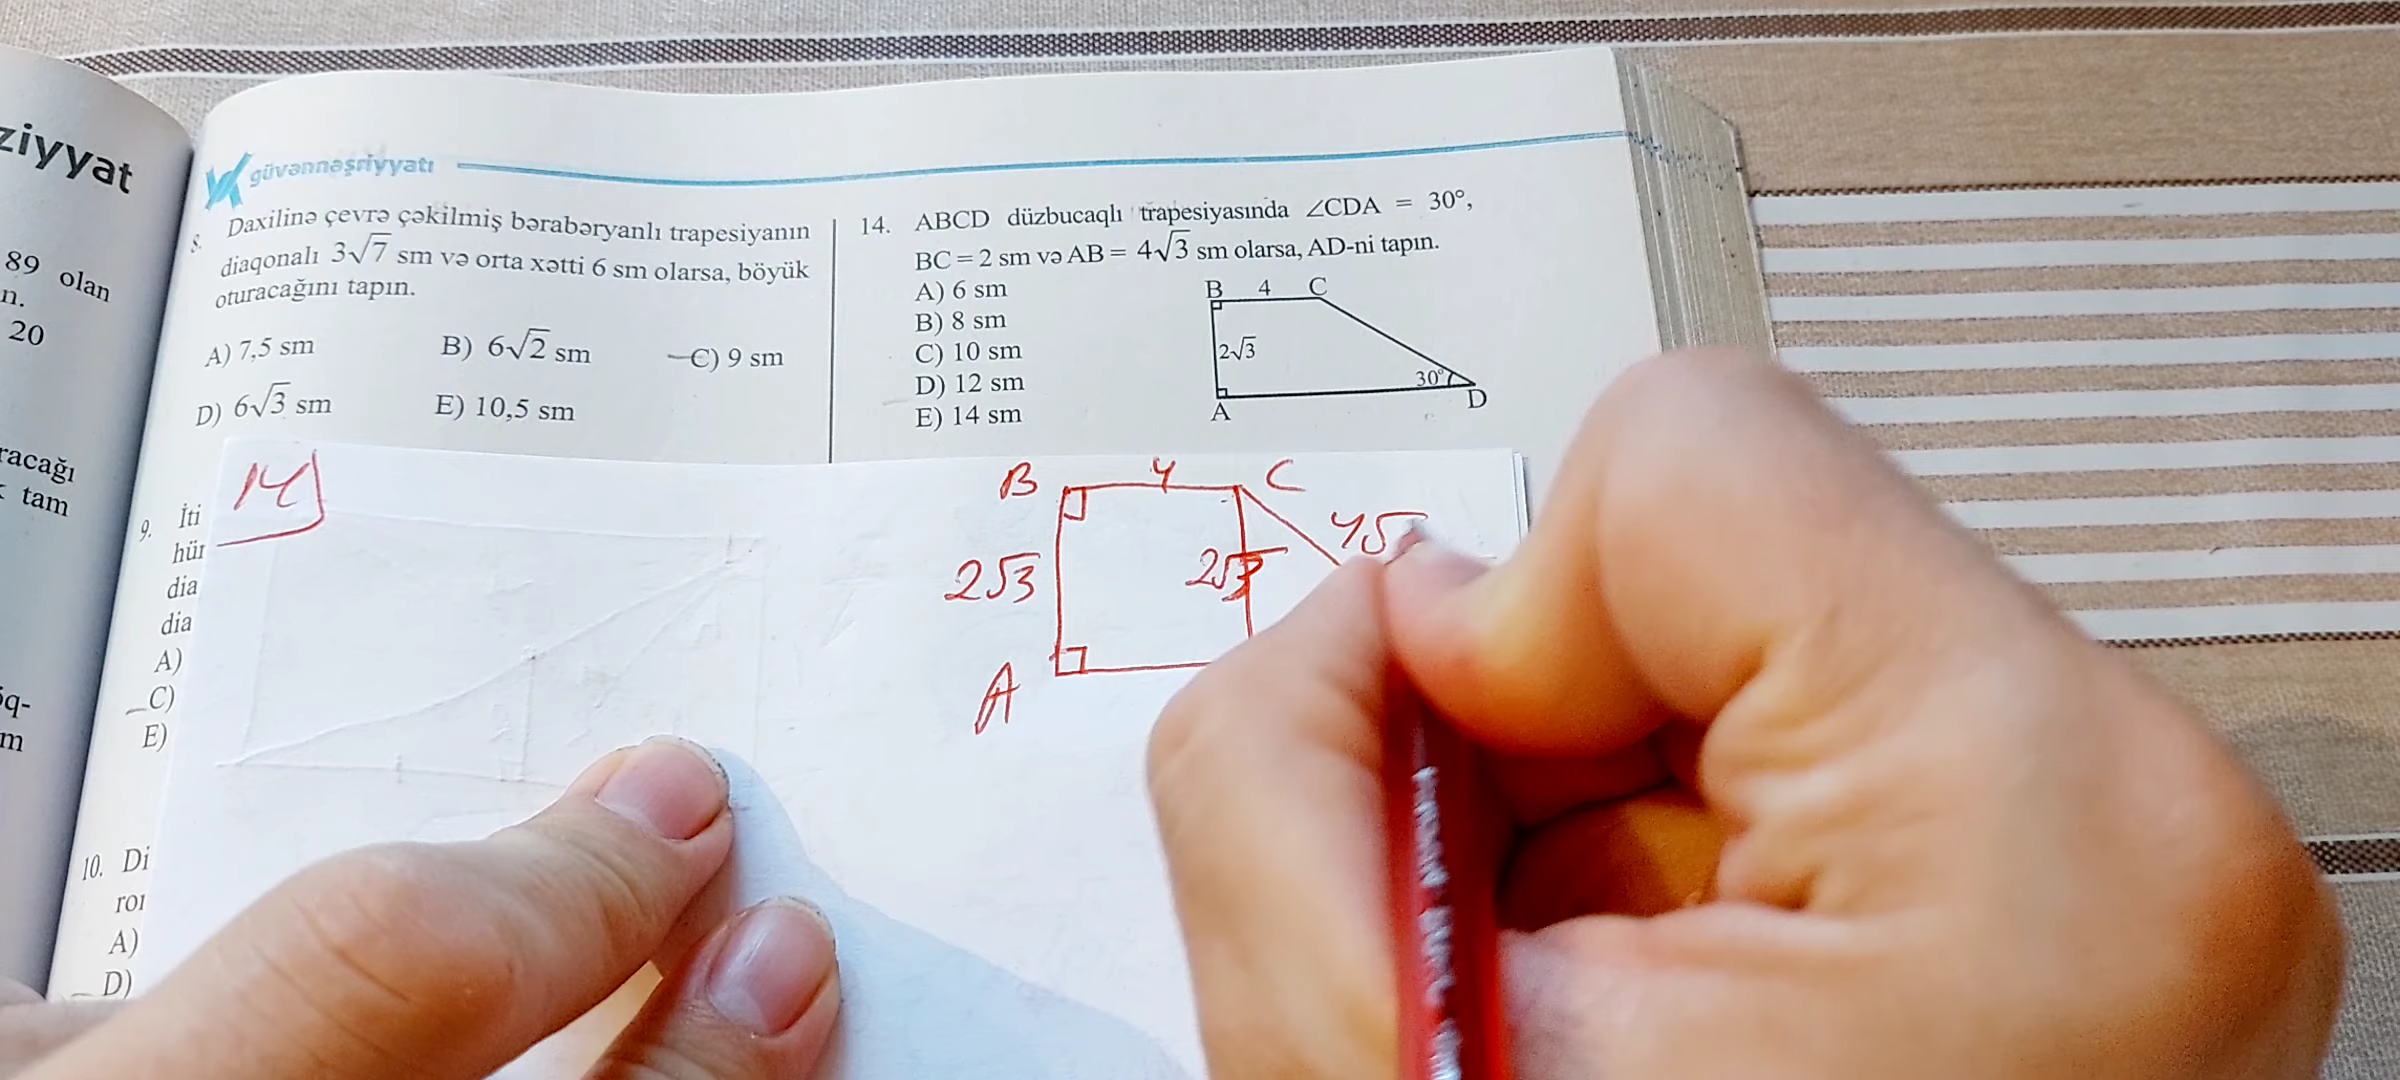 ziyyat
89 olan
n.
20
racağı
tam
m
güvənnəşriyyatı
8. Daxilinə çevrə çəkilmiş bərabəryanlı trapesiyanın
diaqonalı 3√7 sm və orta xətti 6 sm olarsa, böyük
oturacağını tapın.
A) 7,5 sm B) 6√2 sm C) 9 sm
D) 6√3 sm E) 10,5 sm
9. İti
hür
dia
dia
A)
C)
E)
10. Di
A)
D)
14. ABCD düzbucaqlı trapesiyasında ∠CDA = 30°,
BC = 2 sm və AB = 4√3 sm olarsa, AD-ni tapın.
A) 6 sm
B) 8 sm
C) 10 sm
D) 12 sm
E) 14 sm
B 4 C
2√3
30°
A D
14)
B 4 C
2√3 2√3
A